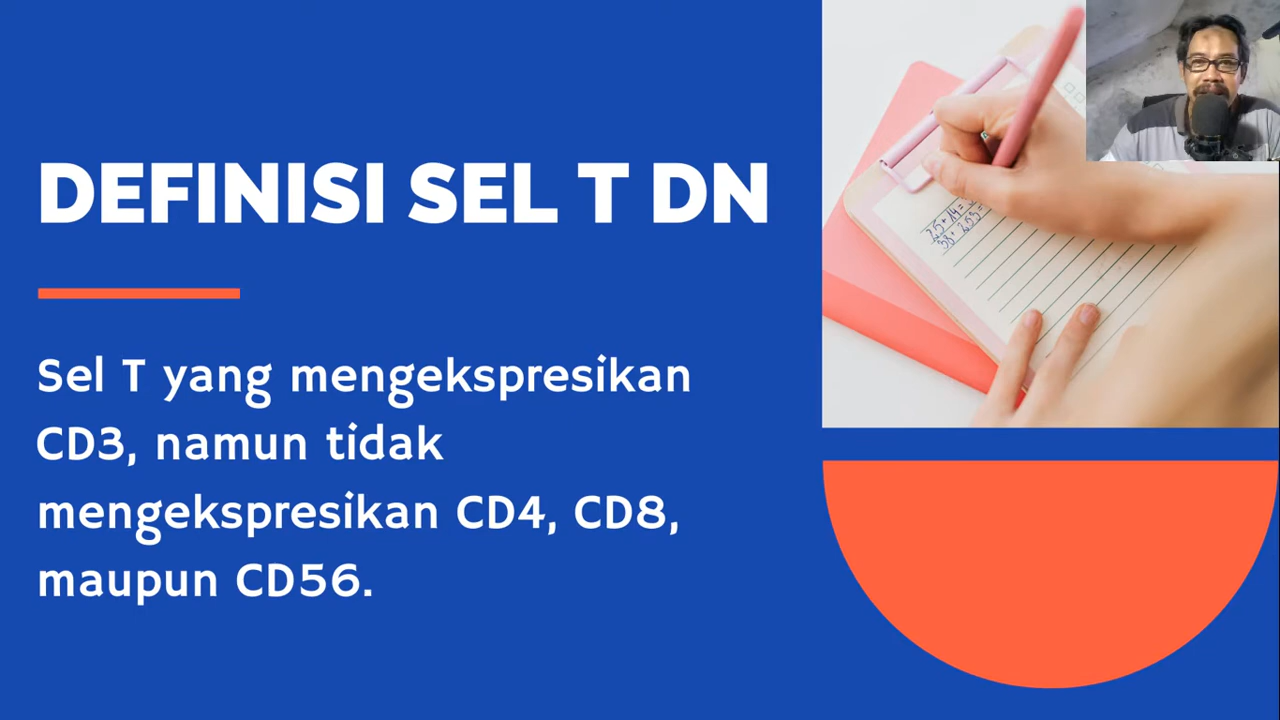 DEFINISI SEL T DN
Sel T yang mengekspresikan
CD3, namun tidak
mengekspresikan CD4, CD8,
maupun CD56.